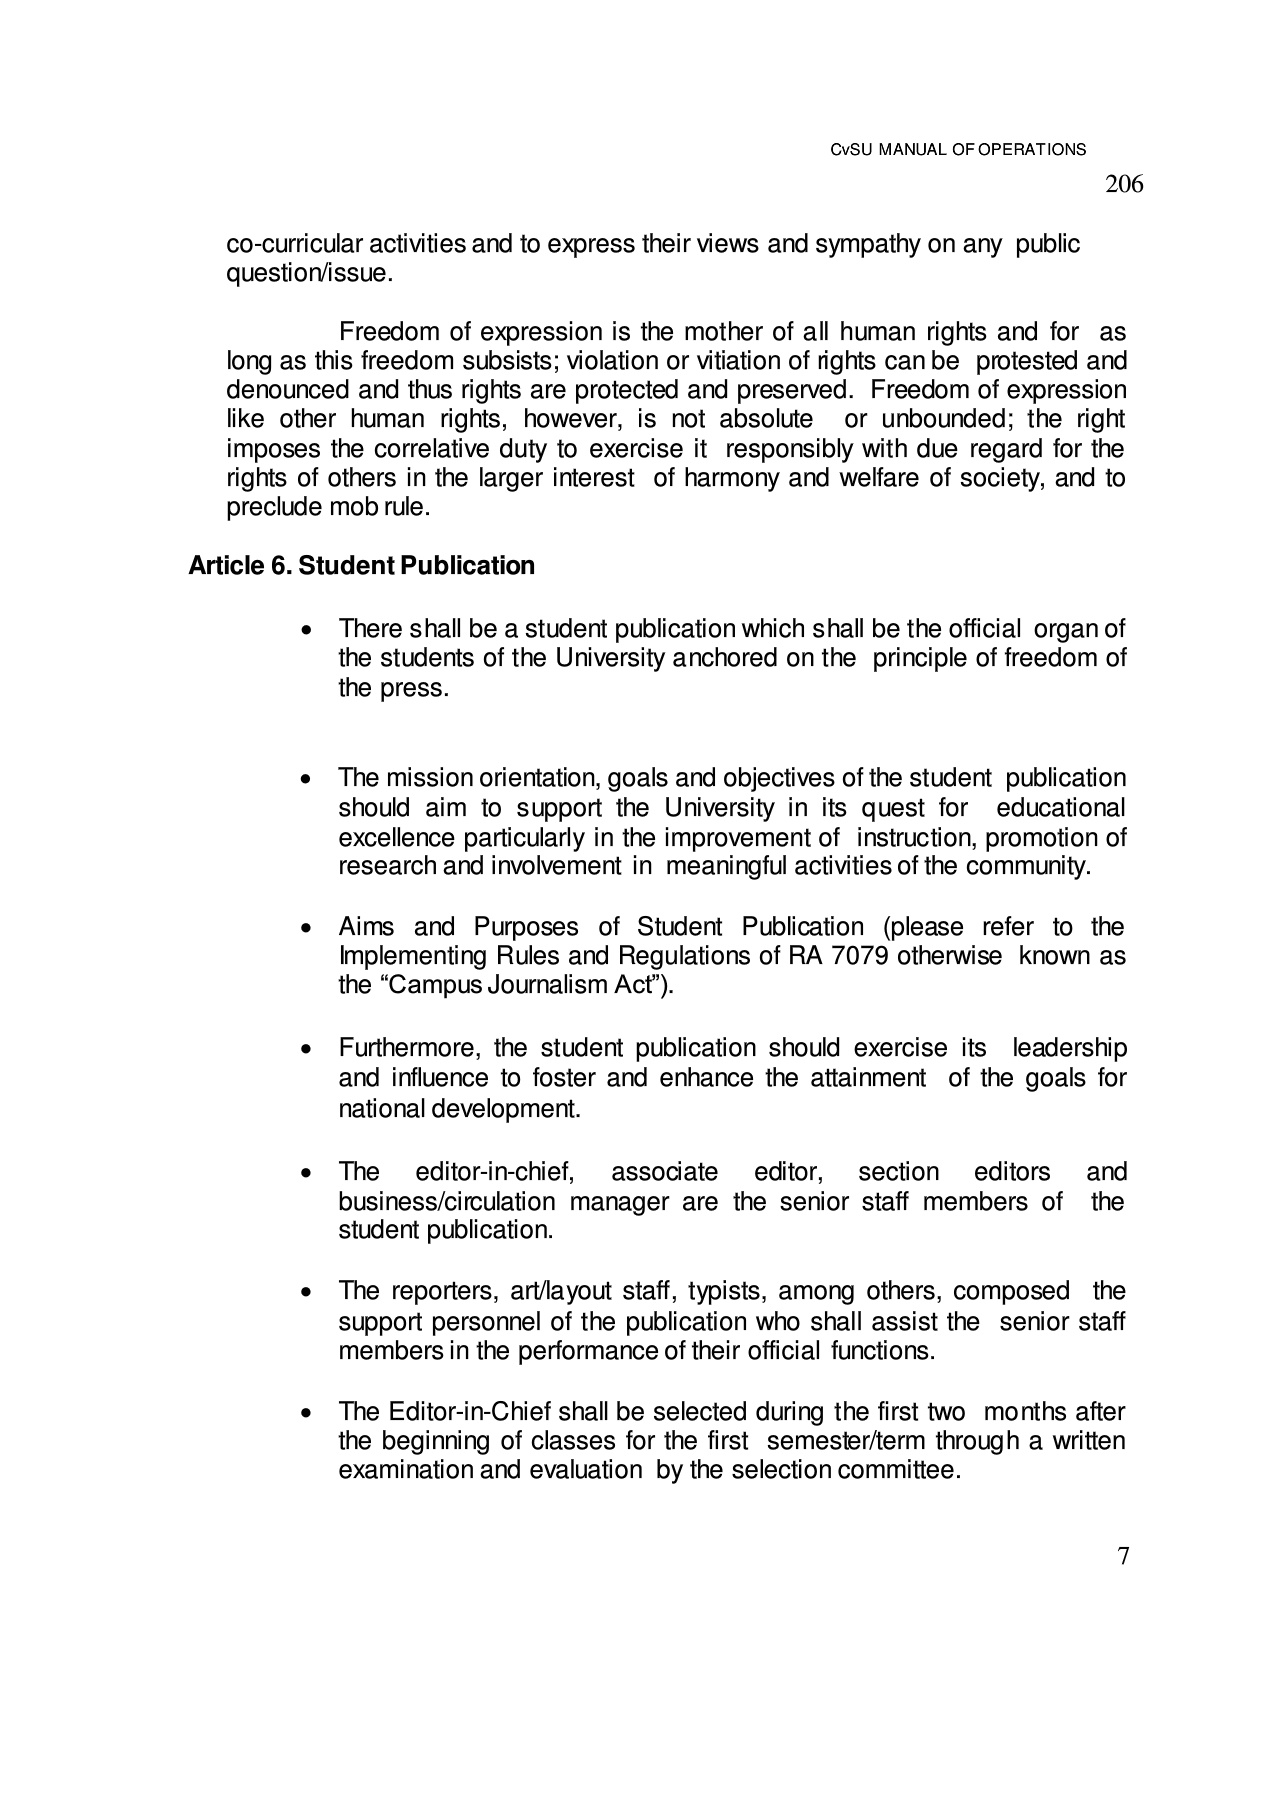 CvSU MANUAL OF OPERATIONS
206
co-curricular activities and to express their views and sympathy on any public
question/issue.
Freedom of expression is the mother of all human rights and for as
long as this freedom subsists; violation or vitiation of rights can be protested and
denounced and thus rights are protected and preserved. Freedom of expression
like other human rights, however, is not absolute or unbounded; the right
imposes the correlative duty to exercise it responsibly with due regard for the
rights of others in the larger interest of harmony and welfare of society, and to
preclude mob rule.
Article 6. Student Publication
• There shall be a student publication which shall be the official organ of
the students of the University anchored on the principle of freedom of
the press.
• The mission orientation, goals and objectives of the student publication
should aim to support the University in its quest for educational
excellence particularly in the improvement of instruction, promotion of
research and involvement in meaningful activities of the community.
• Aims and Purposes of Student Publication (please refer to the
Implementing Rules and Regulations of RA 7079 otherwise known as
the “Campus Journalism Act”).
• Furthermore, the student publication should exercise its leadership
and influence to foster and enhance the attainment of the goals for
national development.
• The editor-in-chief, associate editor, section editors and
business/circulation manager are the senior staff members of the
student publication.
• The reporters, art/layout staff, typists, among others, composed the
support personnel of the publication who shall assist the senior staff
members in the performance of their official functions.
• The Editor-in-Chief shall be selected during the first two months after
the beginning of classes for the first semester/term through a written
examination and evaluation by the selection committee.
7